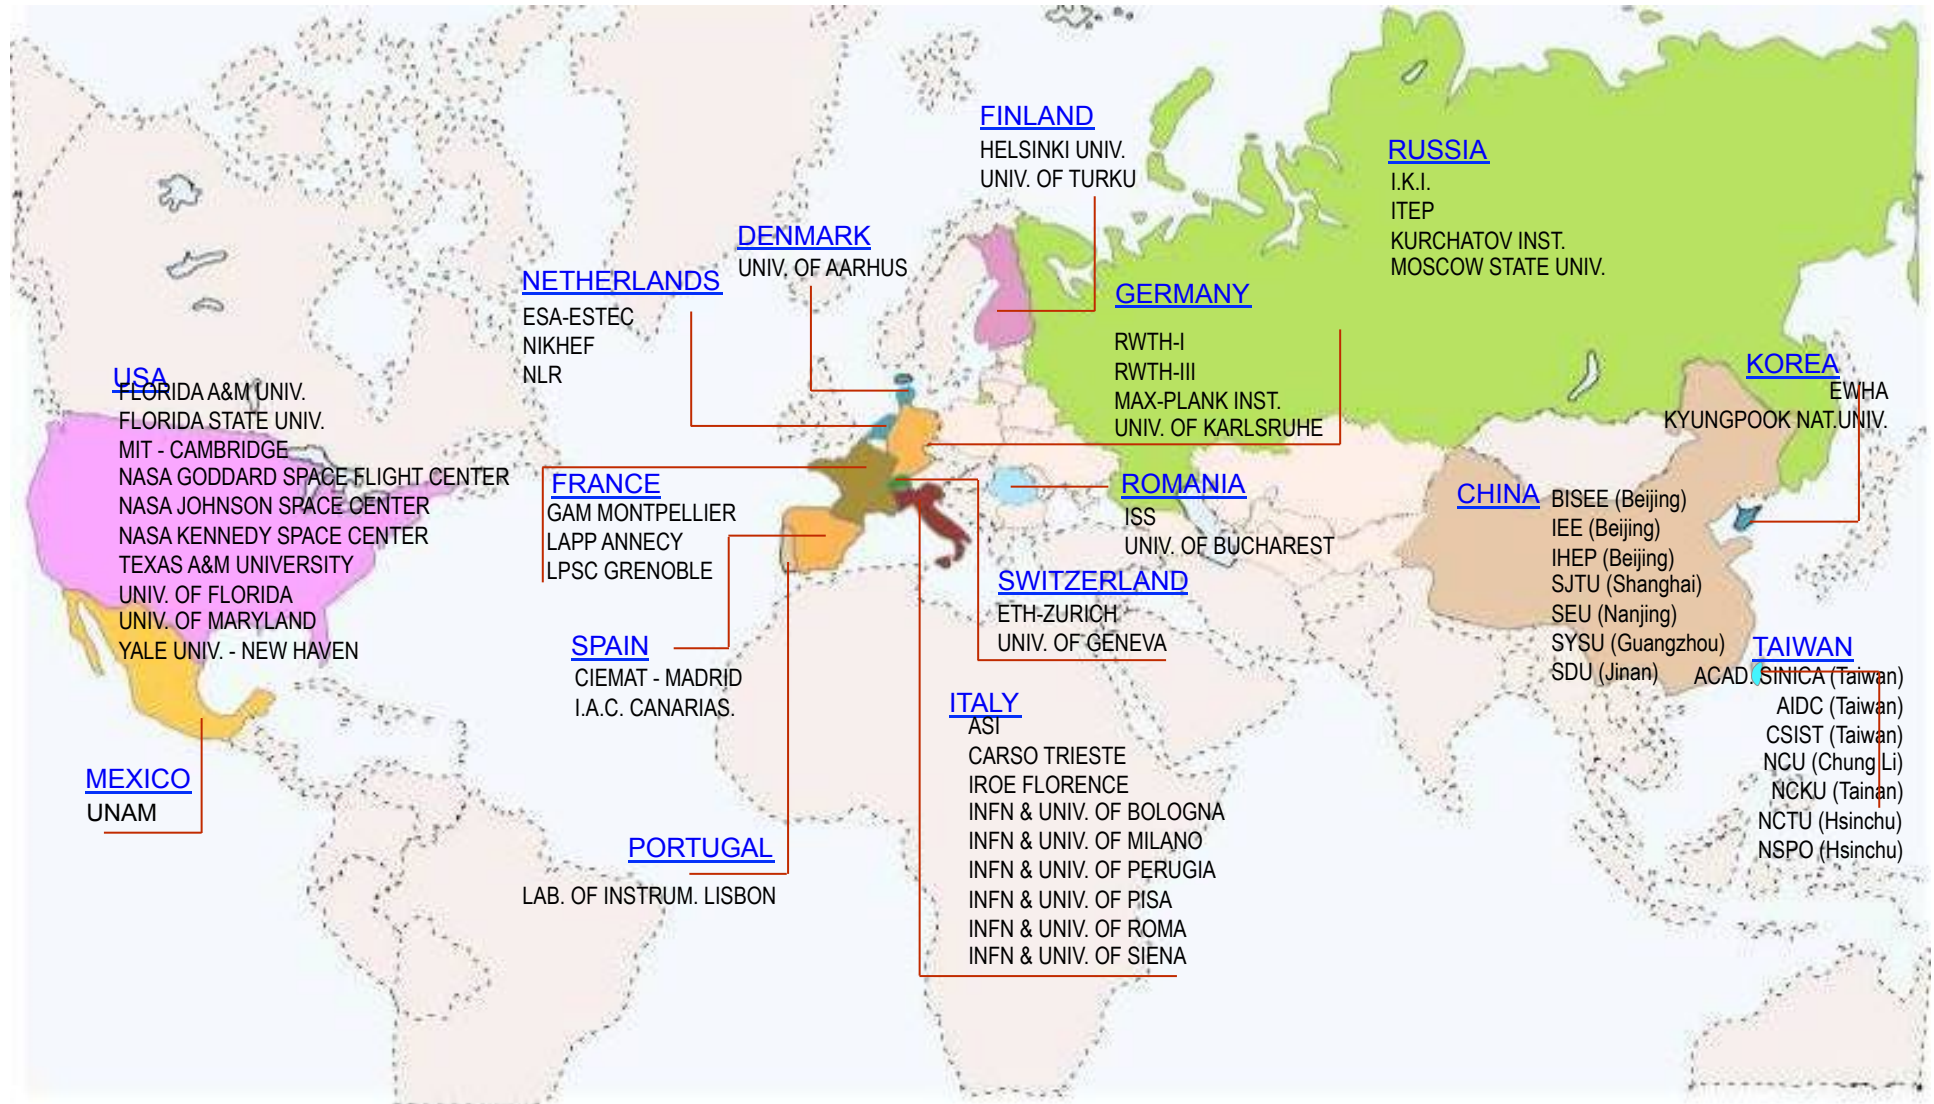 FINLAND
HELSINKI UNIV.
UNIV. OF TURKU
RUSSIA
I.K.I.
ITEP
KURCHATOV INST.
MOSCOW STATE UNIV.
DENMARK
UNIV. OF AARHUS
NETHERLANDS
ESA-ESTEC
NIKHEF
NLR
GERMANY
RWTH-I
RWTH-III
MAX-PLANK INST.
UNIV. OF KARLSRUHE
USA
FLORIDA A&M UNIV.
FLORIDA STATE UNIV.
MIT - CAMBRIDGE
NASA GODDARD SPACE FLIGHT CENTER
NASA JOHNSON SPACE CENTER
NASA KENNEDY SPACE CENTER
TEXAS A&M UNIVERSITY
UNIV. OF FLORIDA
UNIV. OF MARYLAND
YALE UNIV. - NEW HAVEN
KOREA
EWHA
KYUNGPOOK NAT.UNIV.
FRANCE
GAM MONTPELLIER
LAPP ANNECY
LPSC GRENOBLE
ROMANIA
ISS
UNIV. OF BUCHAREST
CHINA
BISEE (Beijing)
IEE (Beijing)
IHEP (Beijing)
SJTU (Shanghai)
SEU (Nanjing)
SYSU (Guangzhou)
SDU (Jinan)
SWITZERLAND
ETH-ZURICH
UNIV. OF GENEVA
SPAIN
CIEMAT - MADRID
I.A.C. CANARIAS.
TAIWAN
ACAD. SINICA (Taiwan)
AIDC (Taiwan)
CSIST (Taiwan)
NCU (Chung Li)
NCKU (Tainan)
NCTU (Hsinchu)
NSPO (Hsinchu)
ITALY
ASI
CARSO TRIESTE
IROE FLORENCE
INFN & UNIV. OF BOLOGNA
INFN & UNIV. OF MILANO
INFN & UNIV. OF PERUGIA
INFN & UNIV. OF PISA
INFN & UNIV. OF ROMA
INFN & UNIV. OF SIENA
MEXICO
UNAM
PORTUGAL
LAB. OF INSTRUM. LISBON